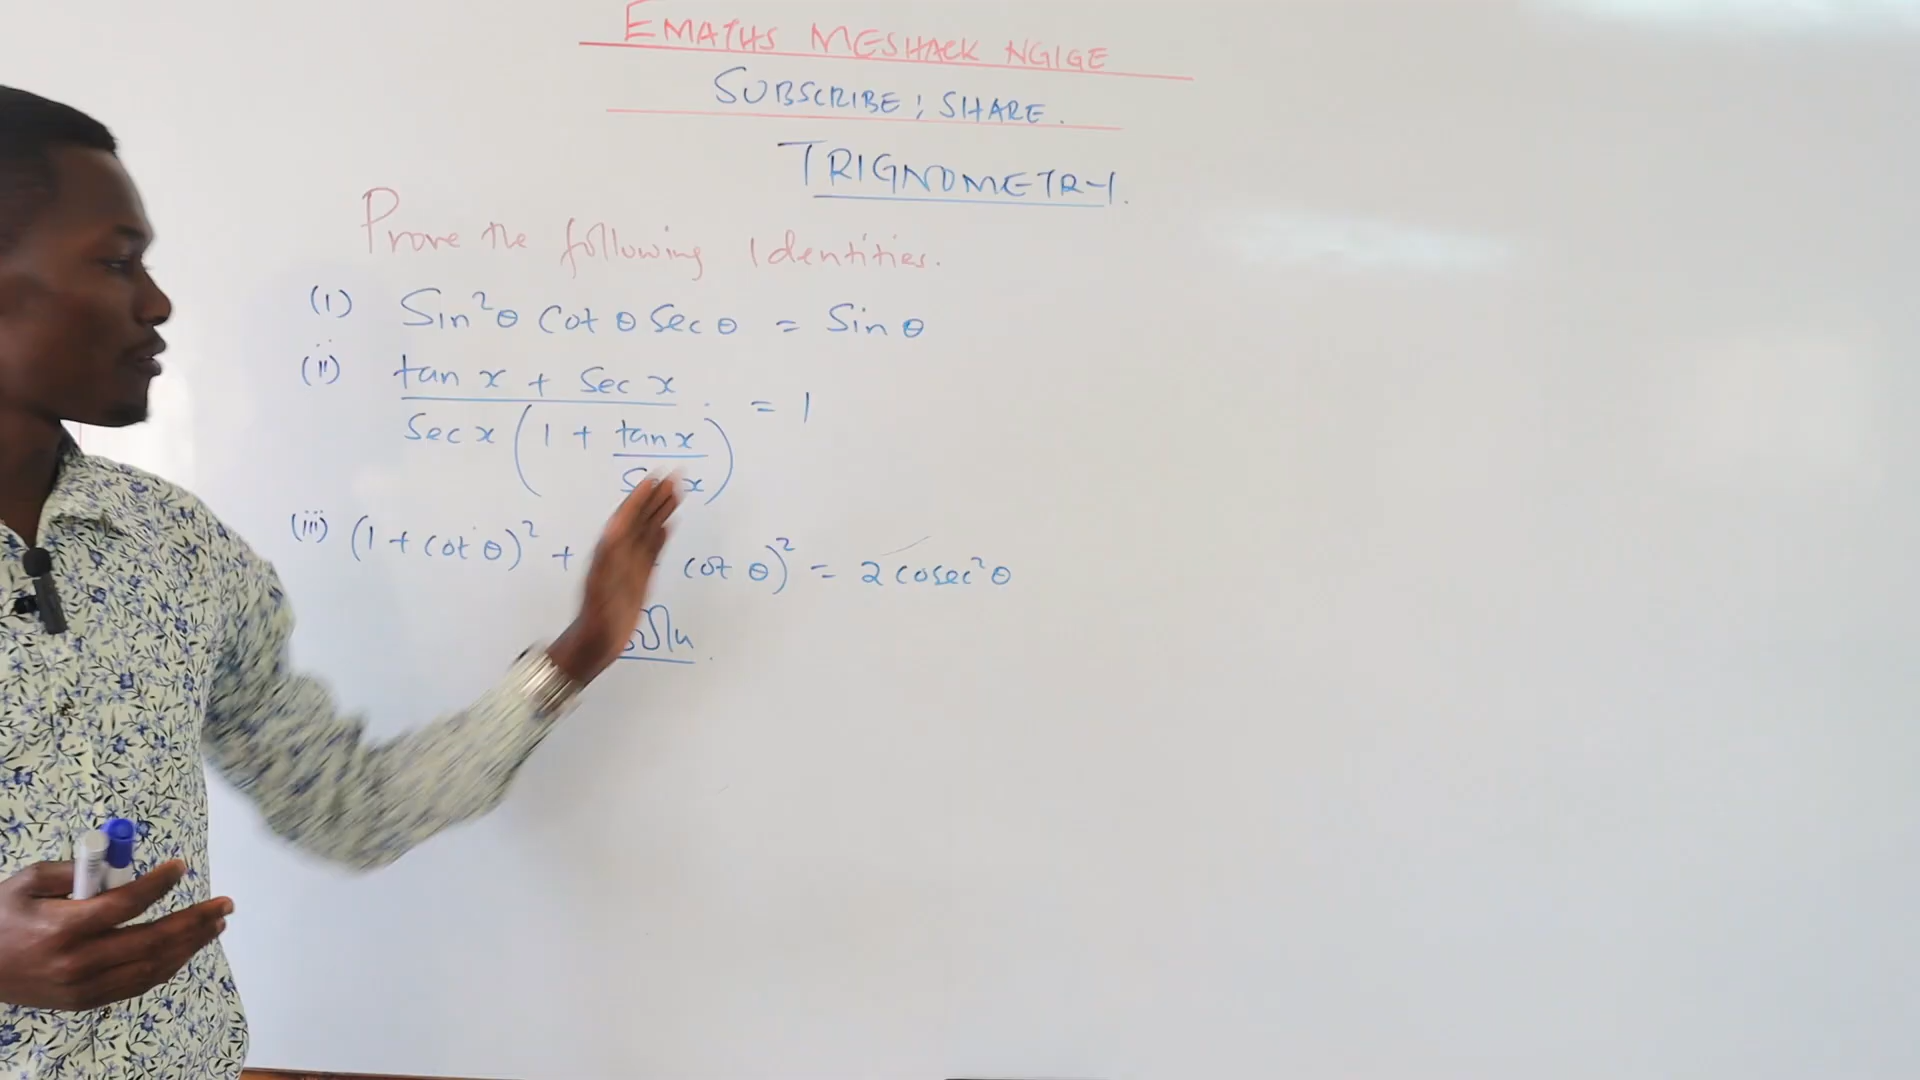 EMATHS MESHACK NGIGE
SUBSCRIBE ; SHARE.
TRIGNOMETRY.
Prove the following Identities.
(i) Sin²θ Cot θ Sec θ = Sin θ
(ii) tan x + Sec x = 1
Sec x (1 + tan x
x)
(iii) (1 + Cot θ)² + cot θ)² = 2 cosec² θ